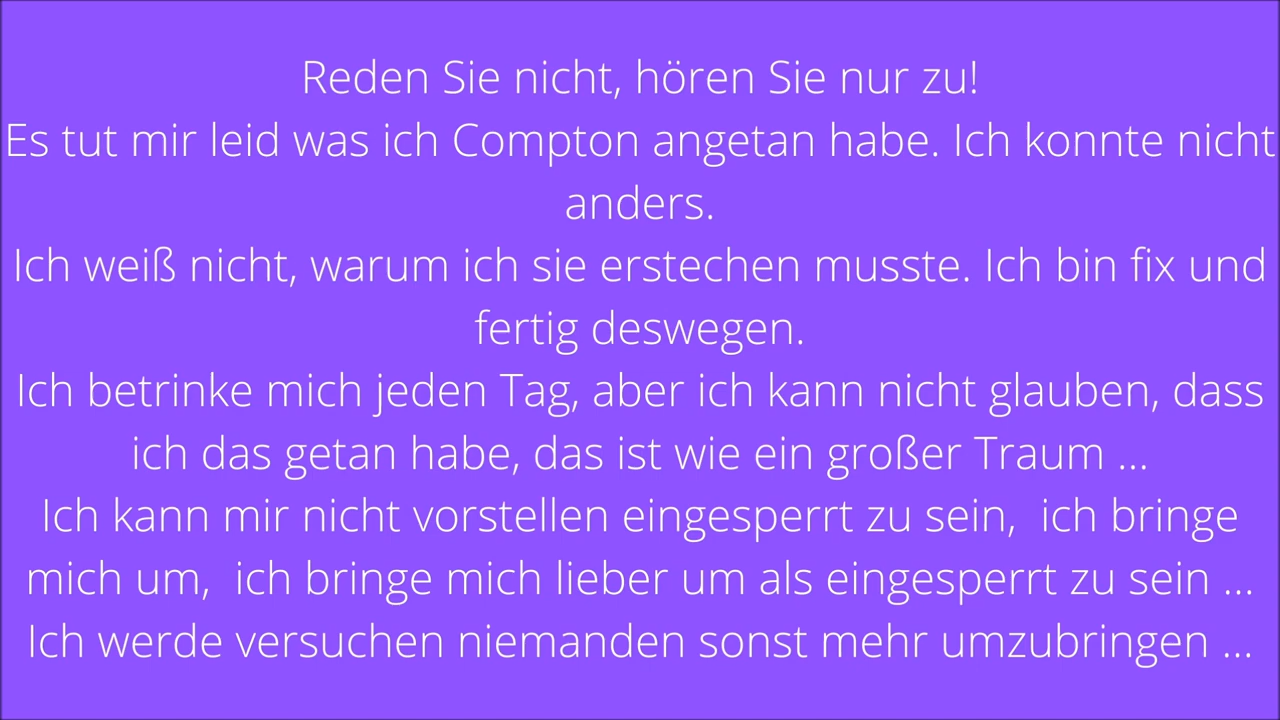 Reden Sie nicht, hören Sie nur zu!
Es tut mir leid was ich Compton angetan habe. Ich konnte nicht
anders.
Ich weiß nicht, warum ich sie erstechen musste. Ich bin fix und
fertig deswegen.
Ich betrinke mich jeden Tag, aber ich kann nicht glauben, dass
ich das getan habe, das ist wie ein großer Traum ...
Ich kann mir nicht vorstellen eingesperrt zu sein,  ich bringe
mich um,  ich bringe mich lieber um als eingesperrt zu sein ...
Ich werde versuchen niemanden sonst mehr umzubringen ...